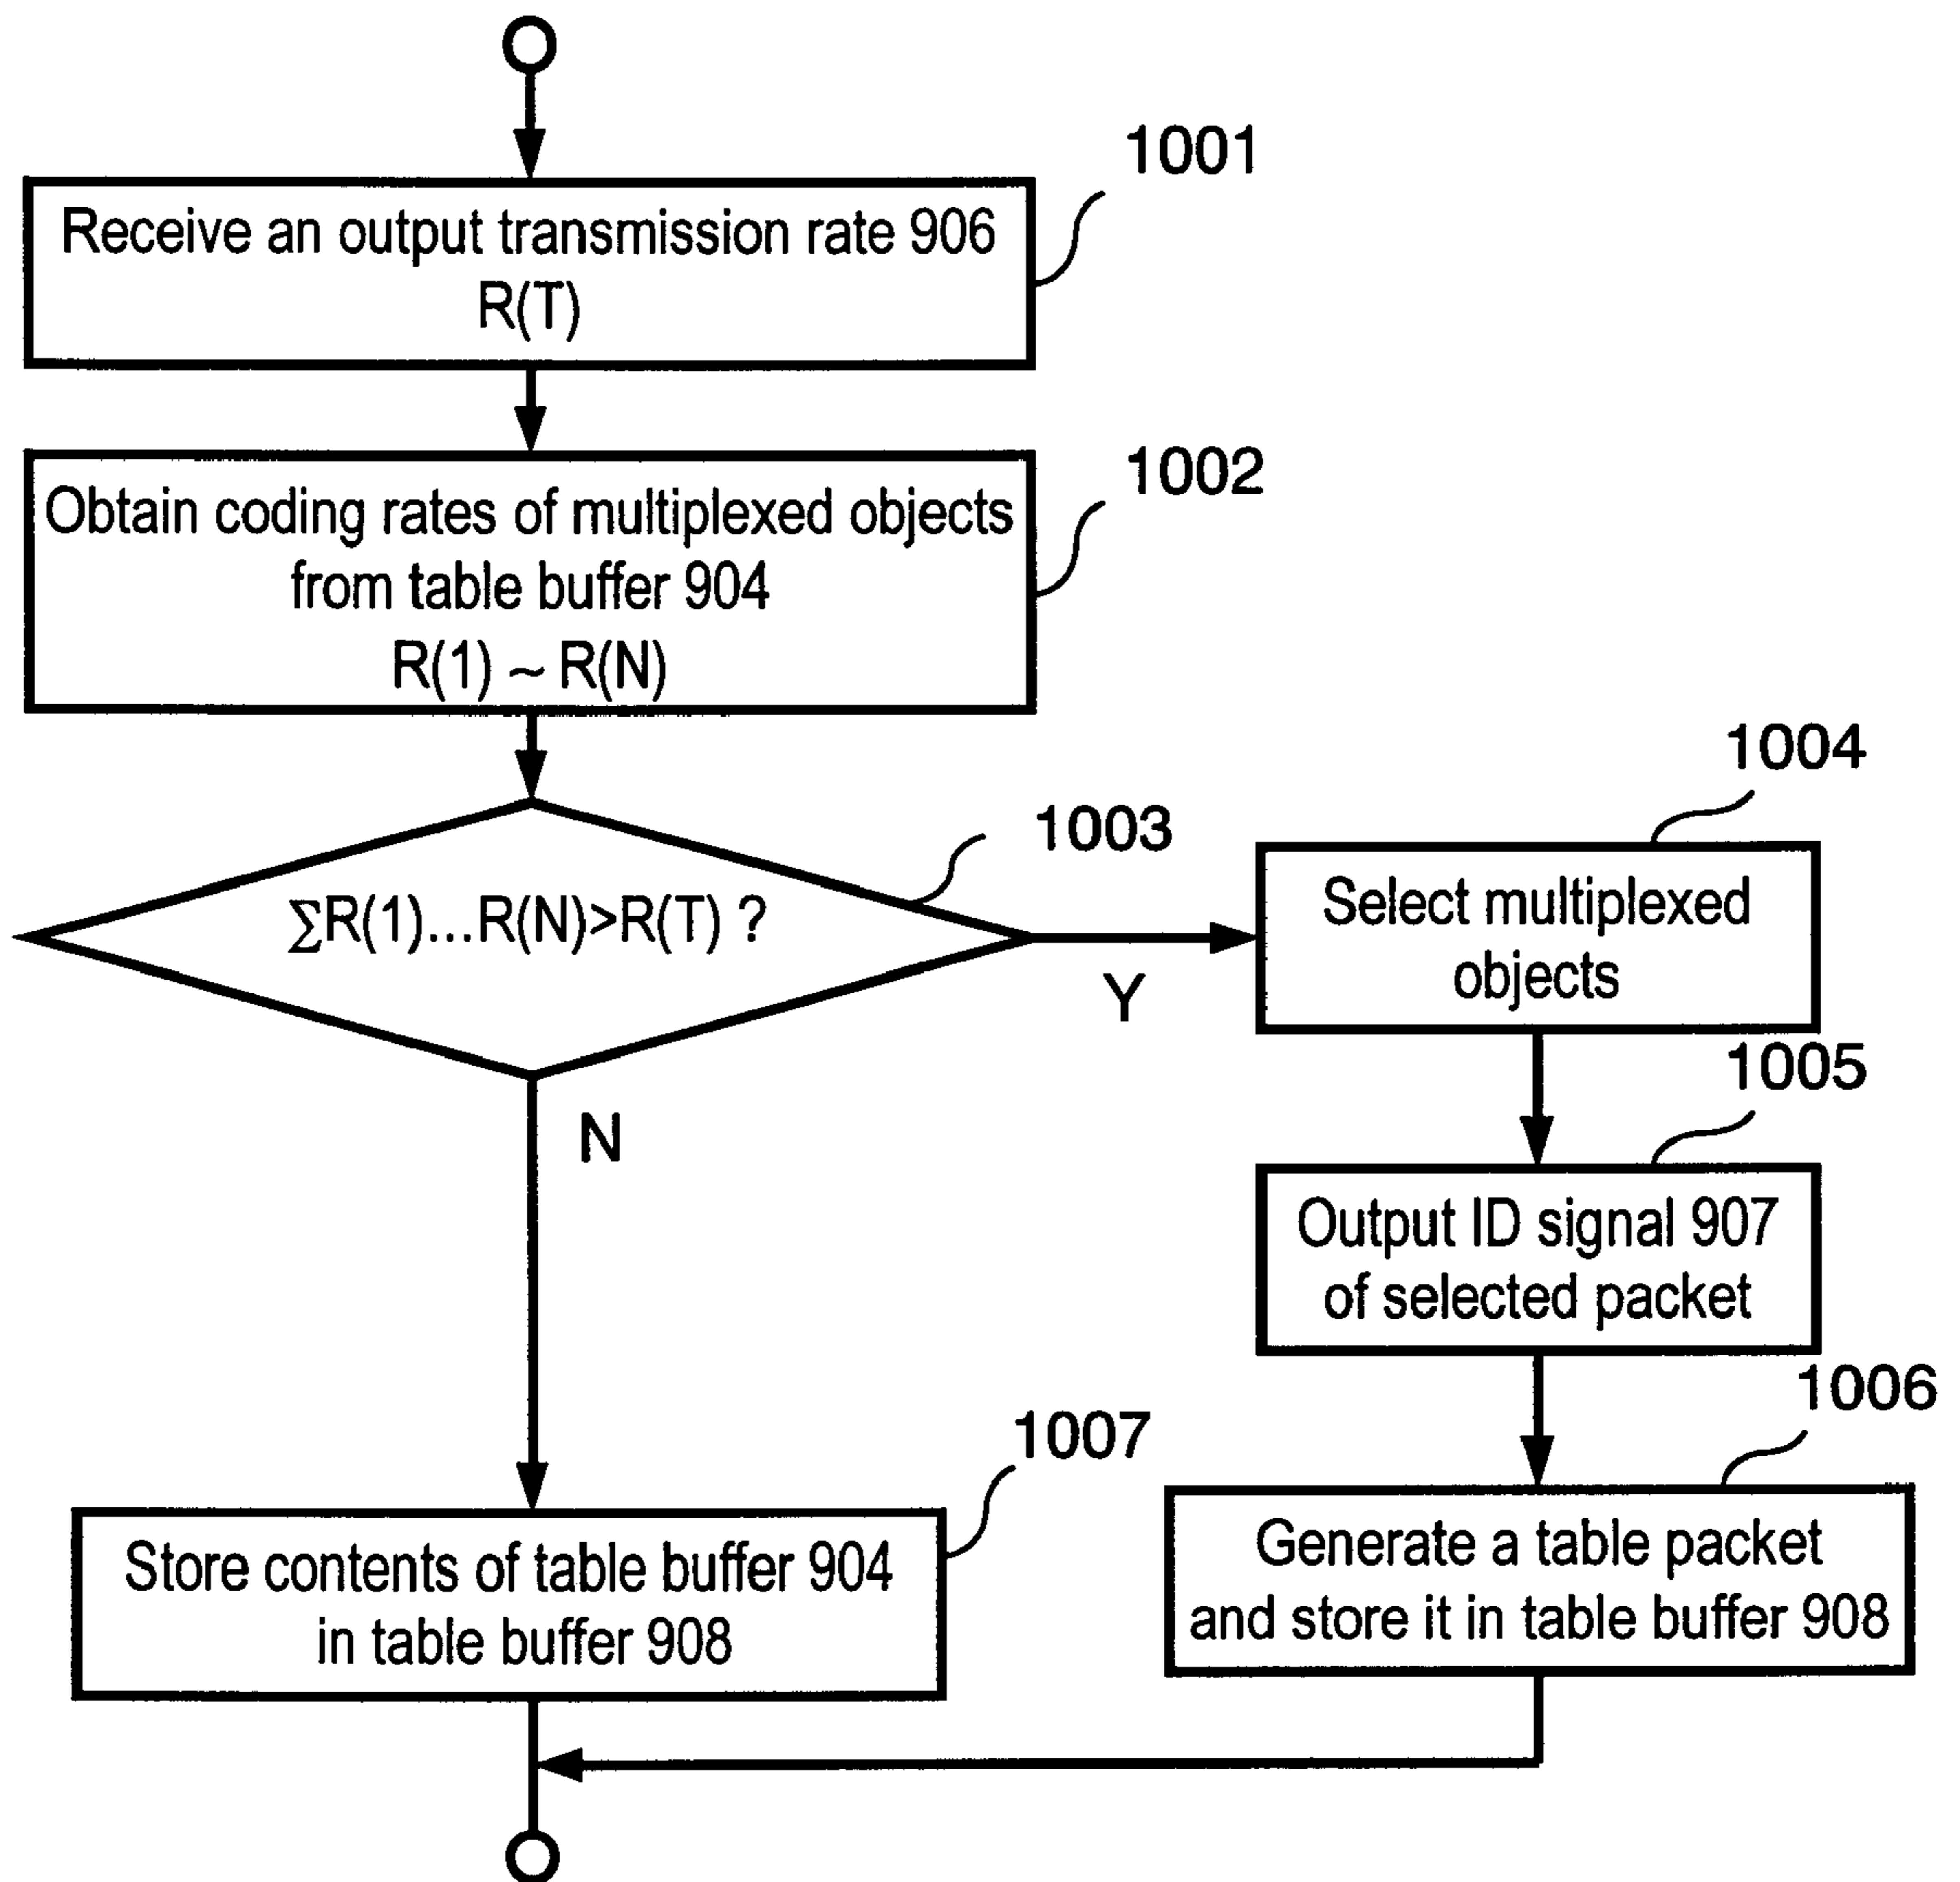 1001
Receive an output transmission rate 906
R(T)
1002
Obtain coding rates of multiplexed objects
from table buffer 904
R(1) ~ R(N)
1003
∑R(1)...R(N)>R(T) ?
Y
N
1004
Select multiplexed
objects
1005
Output ID signal 907
of selected packet
1006
Generate a table packet
and store it in table buffer 908
1007
Store contents of table buffer 904
in table buffer 908